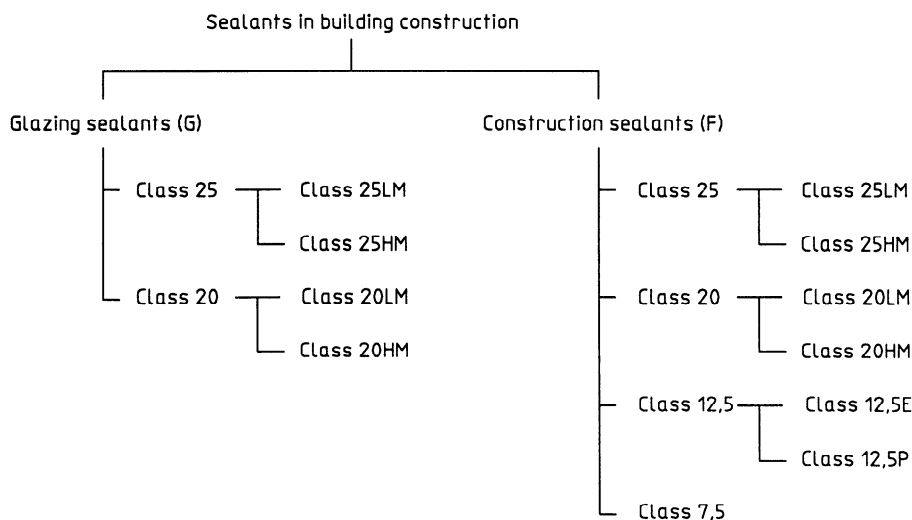 Sealants in building construction
Glazing sealants (G)
Construction sealants (F)
Class 25
Class 25LM
Class 25HM
Class 20
Class 20LM
Class 20HM
Class 25
Class 25LM
Class 25HM
Class 20
Class 20LM
Class 20HM
Class 12,5
Class 12,5E
Class 12,5P
Class 7,5